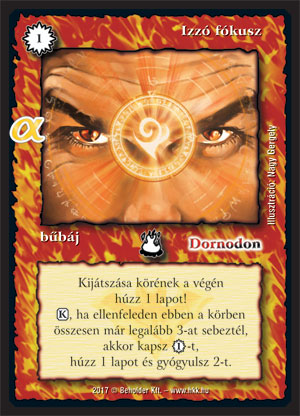 1
Izzó fókusz
α
Illusztráció: Nagy Gergely
bűbáj
Dornodon
Kijátszása körének a végén
húzz 1 lapot!
K, ha ellenfeleden ebben a körben
összesen már legalább 3-at sebeztél,
akkor kapsz 1-t,
húzz 1 lapot és gyógyulsz 2-t.
2017 © Beholder Kft. – www.hkk.hu